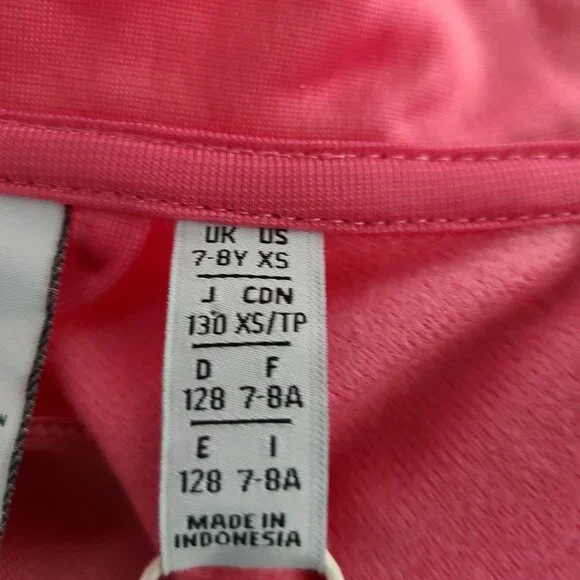 UK US
7-8Y XS
J CDN
130 XS/TP
D F
128 7-8A
E I
128 7-8A
MADE IN
INDONESIA